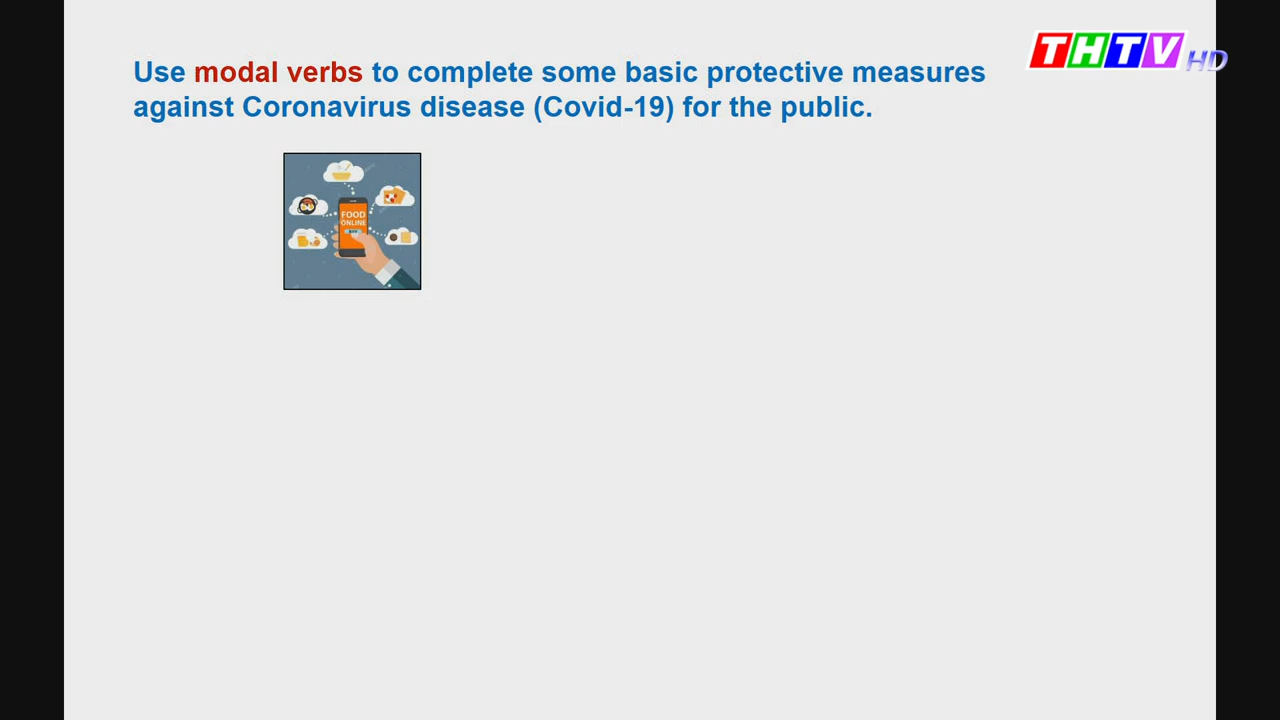 THTV HD
Use modal verbs to complete some basic protective measures
against Coronavirus disease (Covid-19) for the public.
FOOD
ONLINE